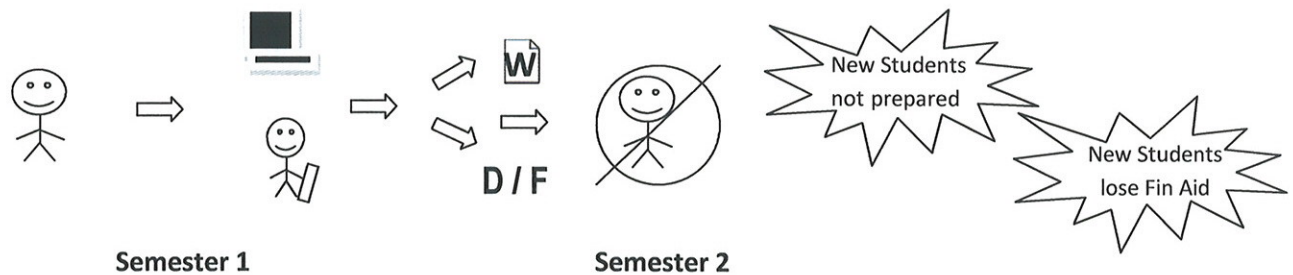 W
D / F
New Students
not prepared
New Students
lose Fin Aid
Semester 1
Semester 2